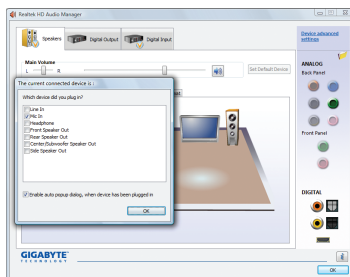 Realtek HD Audio Manager
Speakers
Digital Output
Digital Input
Device advanced
settings
Main Volume
L
R
Set Default Device
ANALOG
Back Panel
The current connected device is :
Which device did you plug in?
Line In
Mic In
Headphone
Front Speaker Out
Rear Speaker Out
Center/Subwoofer Speaker Out
Side Speaker Out
Enable auto popup dialog, when device has been plugged in
OK
Front Panel
DIGITAL
GIGABYTE
TECHNOLOGY
OK